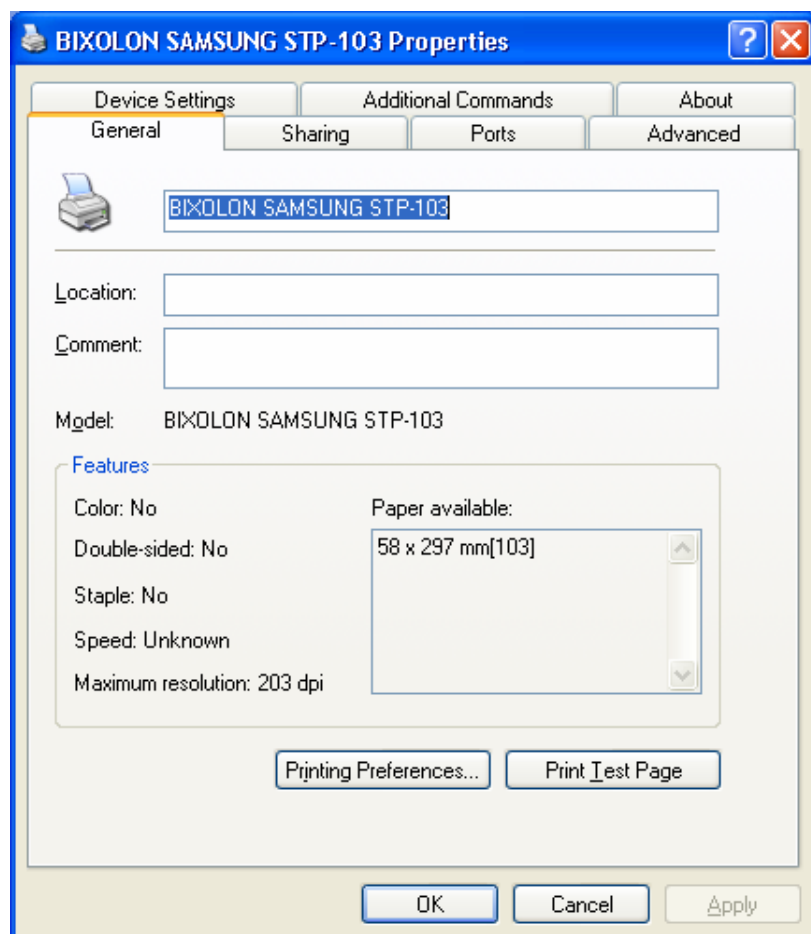 BIXOLON SAMSUNG STP-103 Properties
Device Settings Additional Commands About
General Sharing Ports Advanced
BIXOLON SAMSUNG STP-103
Location:
Comment:
Model: BIXOLON SAMSUNG STP-103
Features
Color: No Paper available:
Double-sided: No 58 x 297 mm[103]
Staple: No
Speed: Unknown
Maximum resolution: 203 dpi
Printing Preferences... Print Test Page
OK Cancel Apply